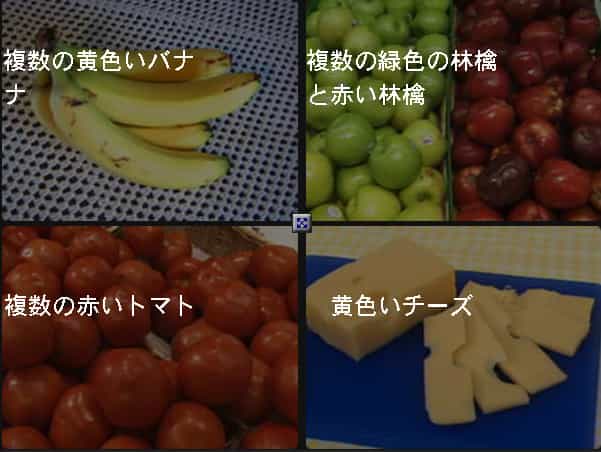 複数の黄色いバナ
ナ
複数の緑色の林檎
と赤い林檎
複数の赤いトマト
黄色いチーズ